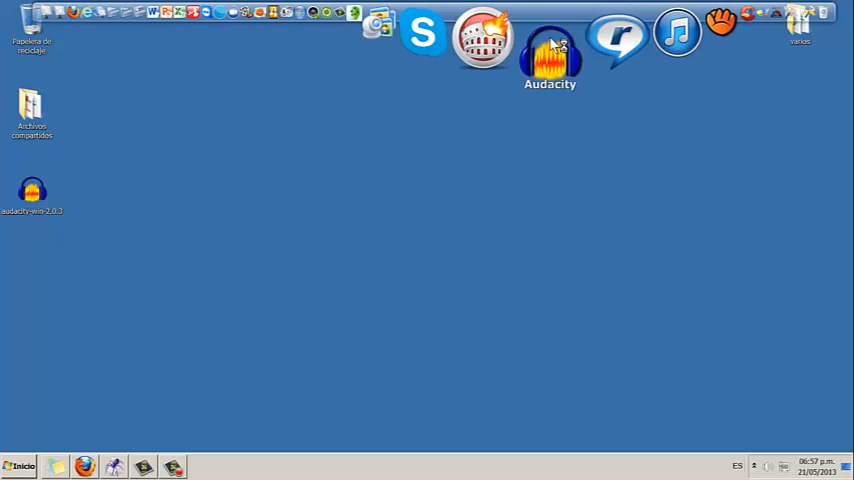 Papelera de
reciclaje
Audacity
varios
Archivos
compartidos
audacity-win-2.0.3
Inicio
ES
06:57 p.m.
21/05/2013